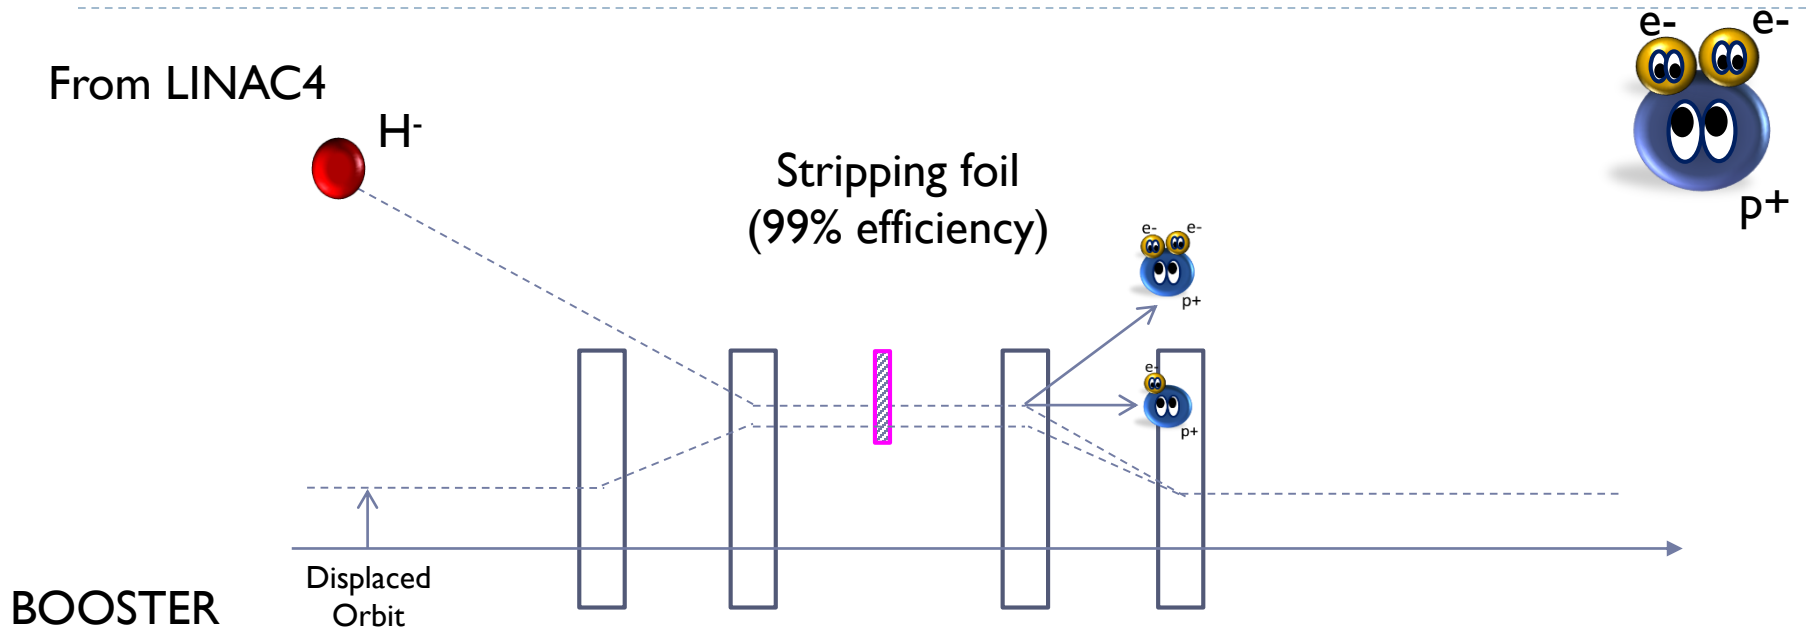 e-
e-
From LINAC4
H-
Stripping foil
(99% efficiency)
p+
e-
e-
p+
e-
p+
Displaced
Orbit
BOOSTER